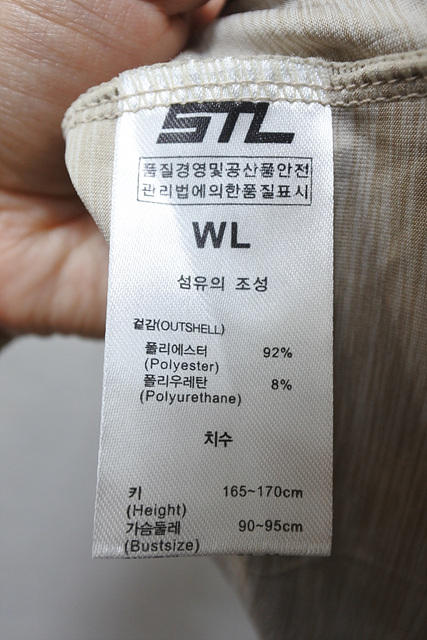 STL
품질경영및공산품안전
관리법에의한품질표시
WL
섬유의 조성
겉감(OUTSHELL)
폴리에스터 92%
(Polyester)
폴리우레탄 8%
(Polyurethane)
치수
키 165~170cm
(Height)
가슴둘레 90~95cm
(Bustsize)